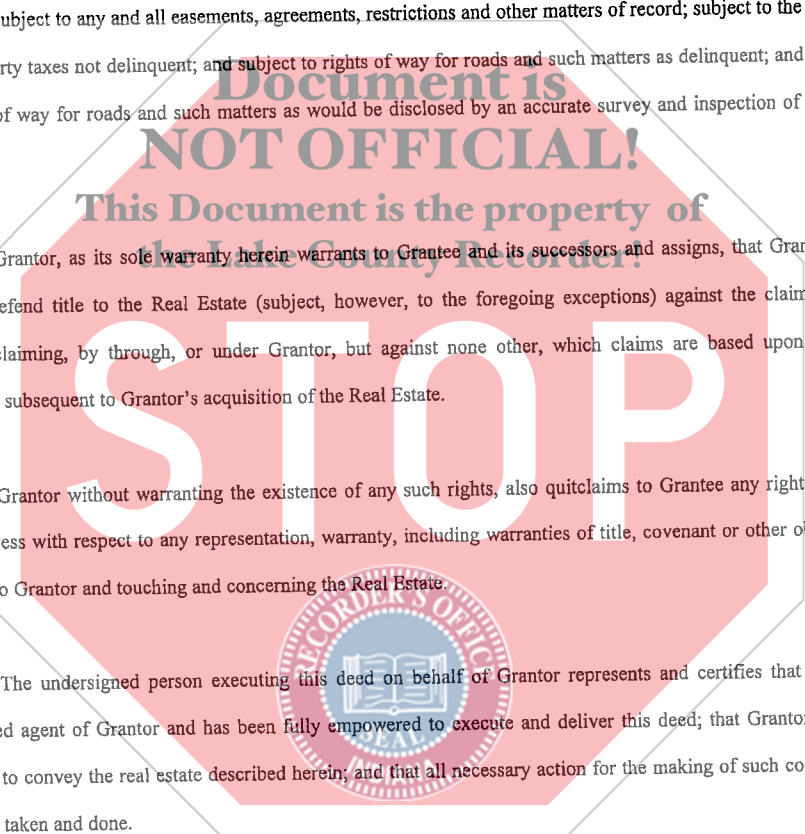 ubject to any and all easements, agreements, restrictions and other matters of record; subject to the
rty taxes not delinquent; and subject to rights of way for roads and such matters as delinquent; and
Document is
of way for roads and such matters as would be disclosed by an accurate survey and inspection of
NOT OFFICIAL!
This Document is the property of
the Lake County Recorder!
Grantor, as its sole warranty herein warrants to Grantee and its successors and assigns, that Gran
efend title to the Real Estate (subject, however, to the foregoing exceptions) against the claim
laiming, by through, or under Grantor, but against none other, which claims are based upon
STOP
subsequent to Grantor's acquisition of the Real Estate.
Grantor without warranting the existence of any such rights, also quitclaims to Grantee any right
ess with respect to any representation, warranty, including warranties of title, covenant or other o
o Grantor and touching and concerning the Real Estate.
RECORDER'S OFFICE
The undersigned person executing this deed on behalf of Grantor represents and certifies that
ed agent of Grantor and has been fully empowered to execute and deliver this deed; that Grantor
SEAL
to convey the real estate described herein; and that all necessary action for the making of such co
INDIANA
taken and done.